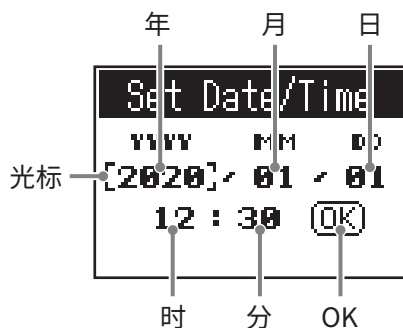 年 月 日
Set Date/Time
YYYY MM DD
光标 [2020]/ 01 / 01
12 : 30 OK
时 分 OK